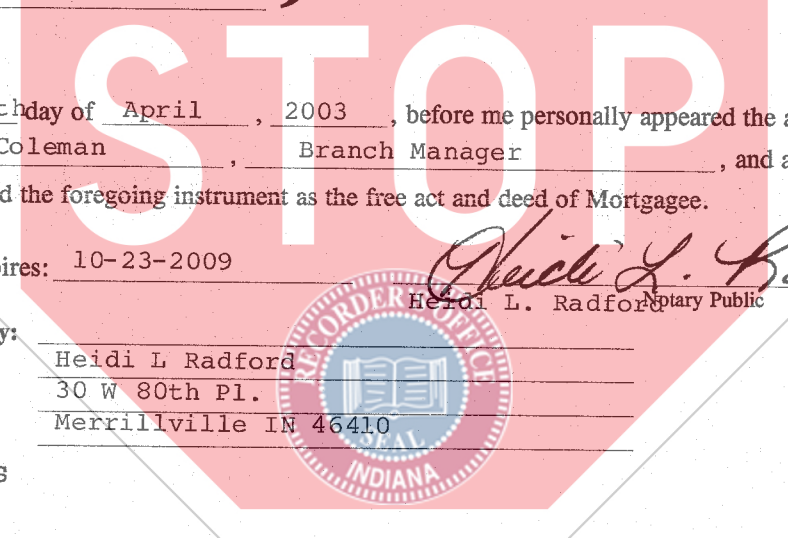 STOP
thday of April , 2003 , before me personally appeared the a
Coleman , Branch Manager , and a
d the foregoing instrument as the free act and deed of Mortgagee.
ires: 10-23-2009
Heidi L. Ra
Heidi L. Radford Notary Public
y:
Heidi L Radford
30 W 80th Pl.
Merrillville IN 46410
RECORDER'S OFFICE
SEAL
INDIANA
S